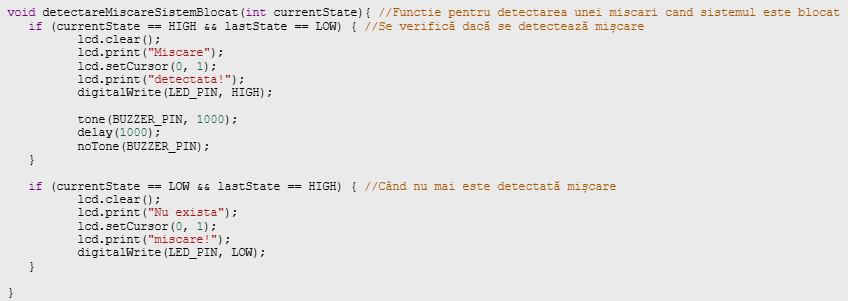 void detectareMiscareSistemBlocat(int currentState){ //Functie pentru detectarea unei miscari cand sistemul este blocat
if (currentState == HIGH && lastState == LOW) { //Se verifică dacă se detectează mișcare
lcd.clear();
lcd.print("Miscare");
lcd.setCursor(0, 1);
lcd.print("detectata!");
digitalWrite(LED_PIN, HIGH);
tone(BUZZER_PIN, 1000);
delay(1000);
noTone(BUZZER_PIN);
}
if (currentState == LOW && lastState == HIGH) { //Când nu mai este detectată mișcare
lcd.clear();
lcd.print("Nu exista");
lcd.setCursor(0, 1);
lcd.print("miscare!");
digitalWrite(LED_PIN, LOW);
}
}